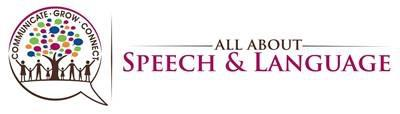 COMMUNICATE · GROW · CONNECT
ALL ABOUT
SPEECH & LANGUAGE